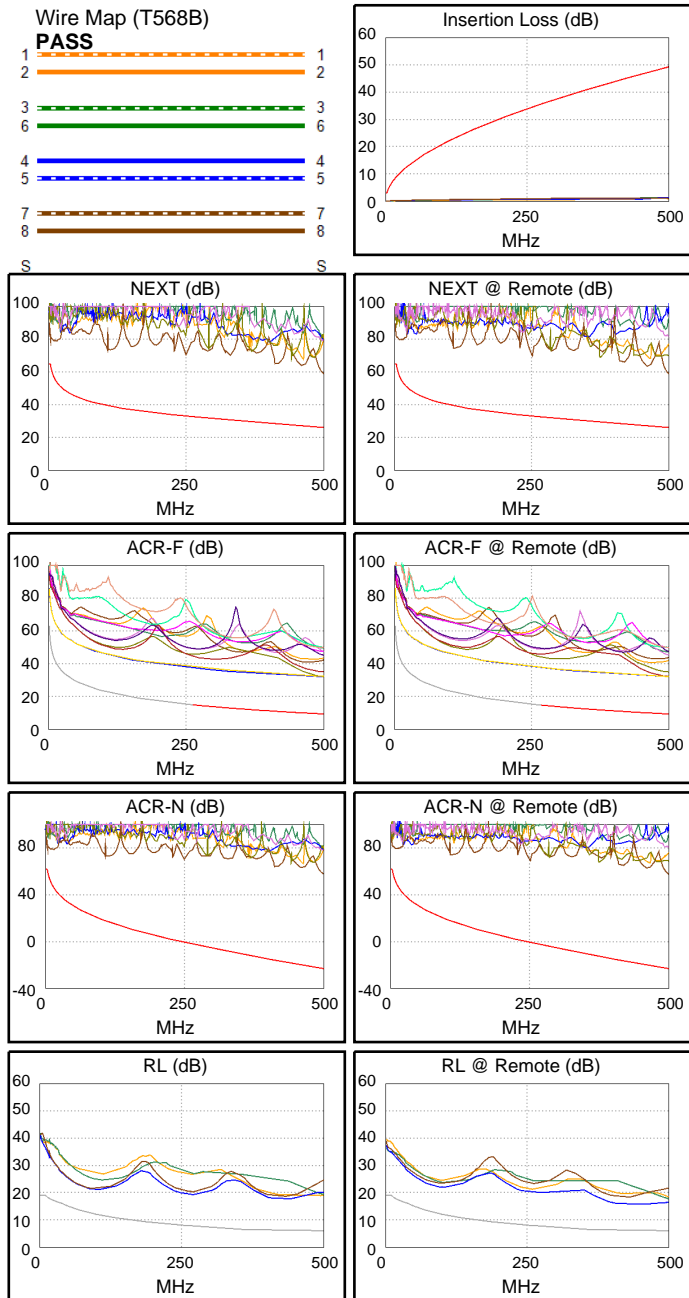 Wire Map (T568B)
PASS
1 1
2 2
3 3
6 6
4 4
5 5
7 7
8 8
S S
Insertion Loss (dB)
60
50
40
30
20
10
0
0 250 500
MHz
NEXT (dB)
100
80
60
40
20
0
0 250 500
MHz
NEXT @ Remote (dB)
100
80
60
40
20
0
0 250 500
MHz
ACR-F (dB)
100
80
60
40
20
0
0 250 500
MHz
ACR-F @ Remote (dB)
100
80
60
40
20
0
0 250 500
MHz
ACR-N (dB)
80
40
0
-40
0 250 500
MHz
ACR-N @ Remote (dB)
80
40
0
-40
0 250 500
MHz
RL (dB)
60
50
40
30
20
10
0
0 250 500
MHz
RL @ Remote (dB)
60
50
40
30
20
10
0
0 250 500
MHz